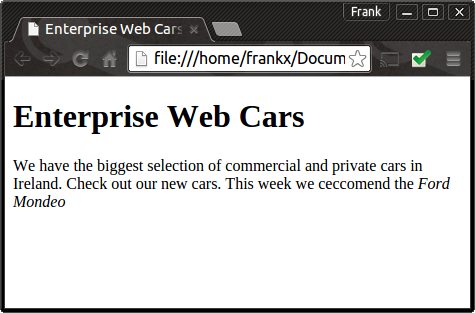 Frank
Enterprise Web Cars
file:///home/frankx/Docum
Enterprise Web Cars
We have the biggest selection of commercial and private cars in
Ireland. Check out our new cars. This week we ceccomend the Ford
Mondeo